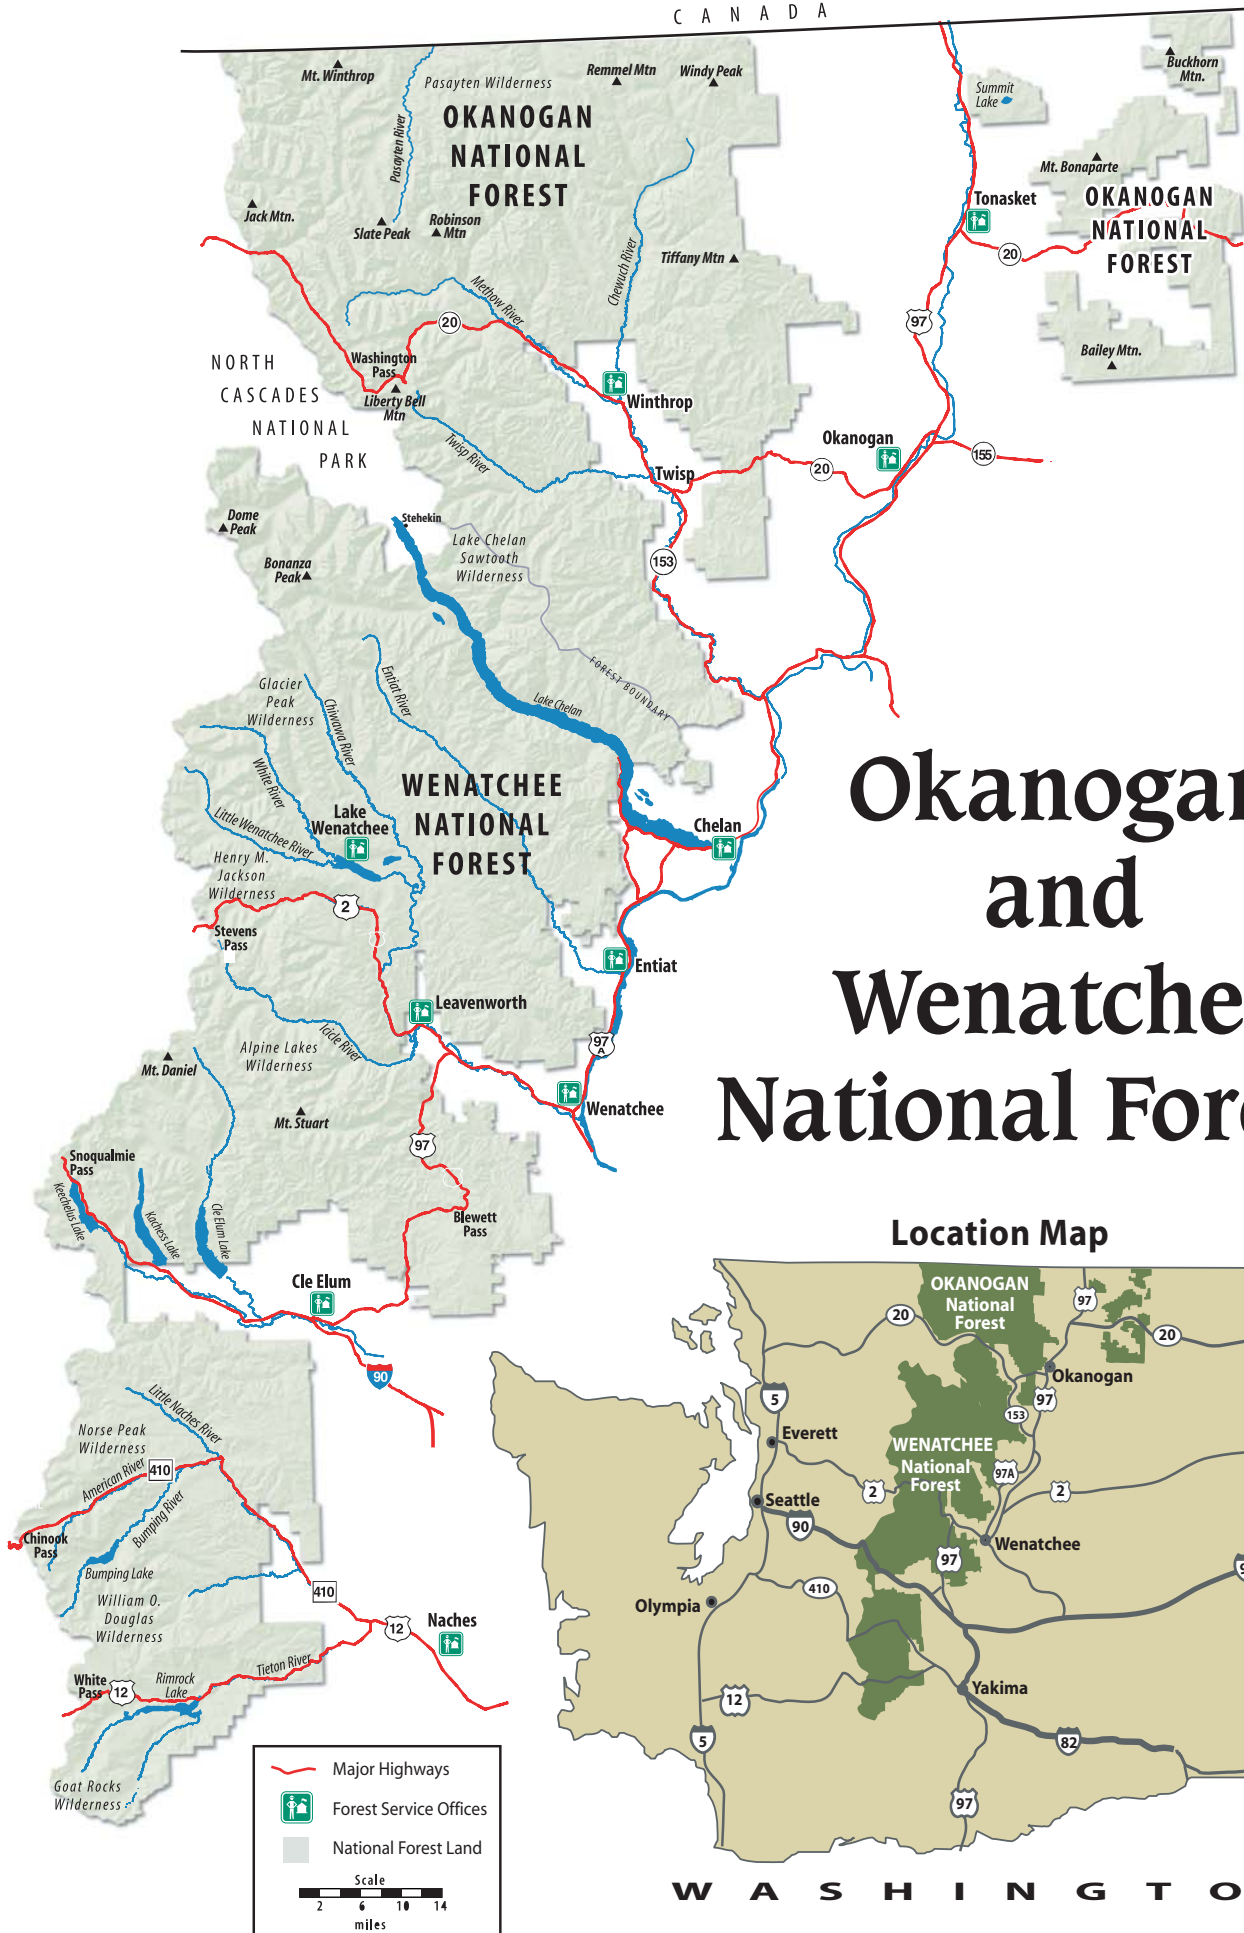 CANADA
Mt. Winthrop
Pasayten Wilderness
Remmel Mtn
Windy Peak
Buckhorn
Mtn.
Summit
Lake
OKANOGAN
NATIONAL
FOREST
Pasayten River
Mt. Bonaparte
Jack Mtn.
Slate Peak
Robinson
Mtn
Tonasket
OKANOGAN
NATIONAL
FOREST
20
Tiffany Mtn
Chewuch River
Methow River
20
97
Bailey Mtn.
NORTH
CASCADES
NATIONAL
PARK
Washington
Pass
Liberty Bell
Mtn
Winthrop
Twisp River
Okanogan
155
Twisp
20
Dome
Peak
Stehekin
Lake Chelan
Sawtooth
Wilderness
Bonanza
Peak
153
FOREST BOUNDARY
Glacier
Peak
Wilderness
Entiat River
Chiwawa River
Lake Chelan
White River
WENATCHEE
NATIONAL
FOREST
Lake
Wenatchee
Little Wenatchee River
Chelan
Henry M.
Jackson
Wilderness
2
Stevens
Pass
Entiat
Leavenworth
Icicle River
97
A
Alpine Lakes
Wilderness
Mt. Daniel
Mt. Stuart
Wenatchee
97
Snoqualmie
Pass
Keechelus Lake
Kachess Lake
Cle Elum Lake
Blewett
Pass
Cle Elum
90
Little Naches River
Norse Peak
Wilderness
American River
410
Bumping River
Chinook
Pass
Bumping Lake
William O.
Douglas
Wilderness
410
12
Naches
Tieton River
White
Pass
12
Rimrock
Lake
Goat Rocks
Wilderness
Okanogan
and
Wenatchee
National Fore
Major Highways
Forest Service Offices
National Forest Land
Scale
2 6 10 14
miles
Location Map
OKANOGAN
National
Forest
97
20
20
Okanogan
97
153
5
Everett
WENATCHEE
National
Forest
97A
2
2
Seattle
90
Wenatchee
97
9
410
Olympia
Yakima
12
5
82
97
WASHINGTO